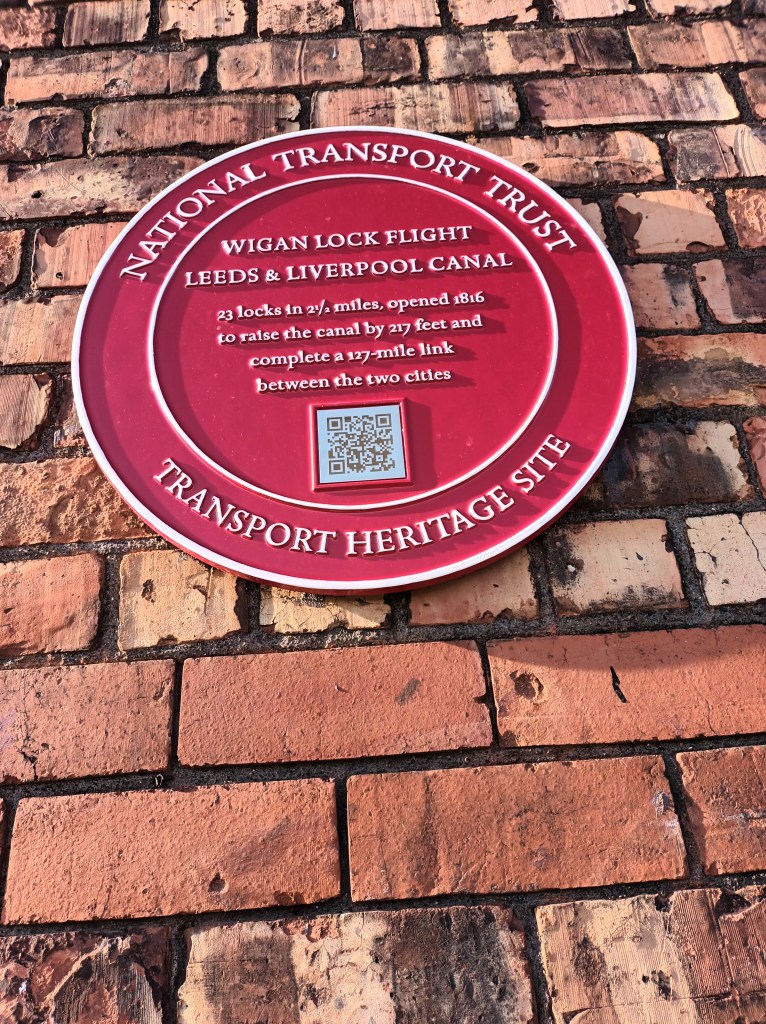 NATIONAL TRANSPORT TRUST
WIGAN LOCK FLIGHT
LEEDS & LIVERPOOL CANAL
23 locks in 2½ miles, opened 1816
to raise the canal by 217 feet and
complete a 127-mile link
between the two cities
TRANSPORT HERITAGE SITE